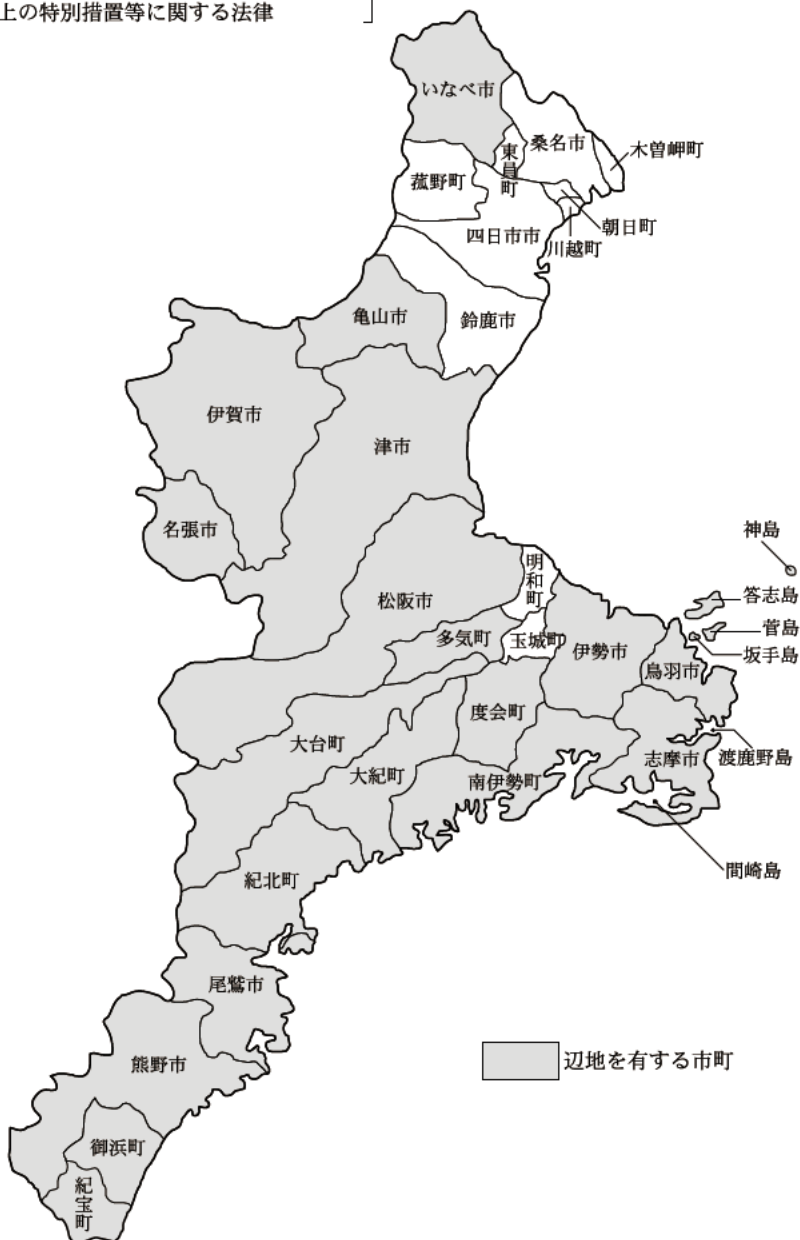 上の特別措置等に関する法律
いなべ市
桑名市
東員町
木曽岬町
菰野町
朝日町
四日市市
川越町
亀山市
鈴鹿市
伊賀市
津市
名張市
神島
明和町
答志島
松阪市
菅島
多気町
玉城町
伊勢市
坂手島
鳥羽市
度会町
大台町
渡鹿野島
志摩市
大紀町
南伊勢町
間崎島
紀北町
尾鷲市
熊野市
辺地を有する市町
御浜町
紀宝町